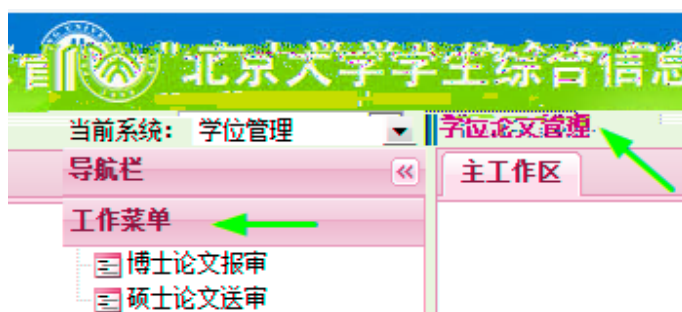 北京大学学生综合信息
当前系统： 学位管理 学位论文管理
导航栏 主工作区
工作菜单
博士论文报审
硕士论文送审